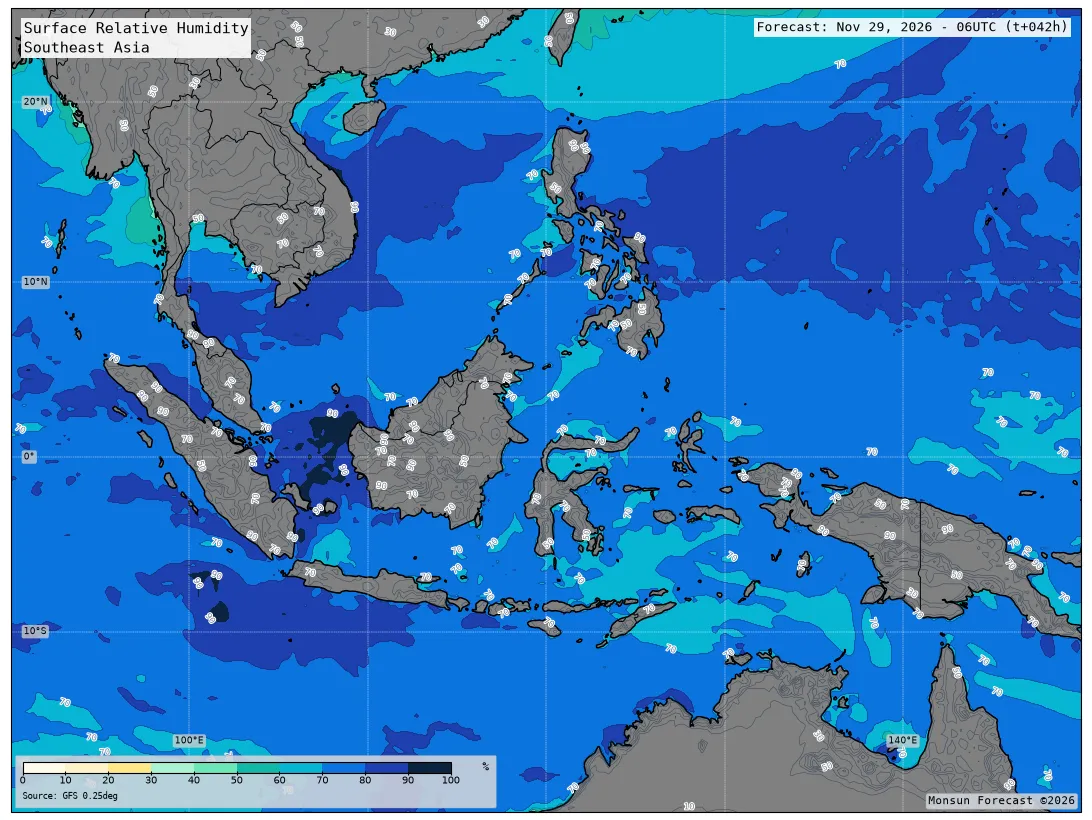 Surface Relative Humidity
Southeast Asia
Forecast: Nov 29, 2026 - 06UTC (t+042h)
20°N
10°N
0°
10°S
100°E
140°E
0 10 20 30 40 50 60 70 80 90 100
%
Source: GFS 0.25deg
Monsun Forecast ©2026